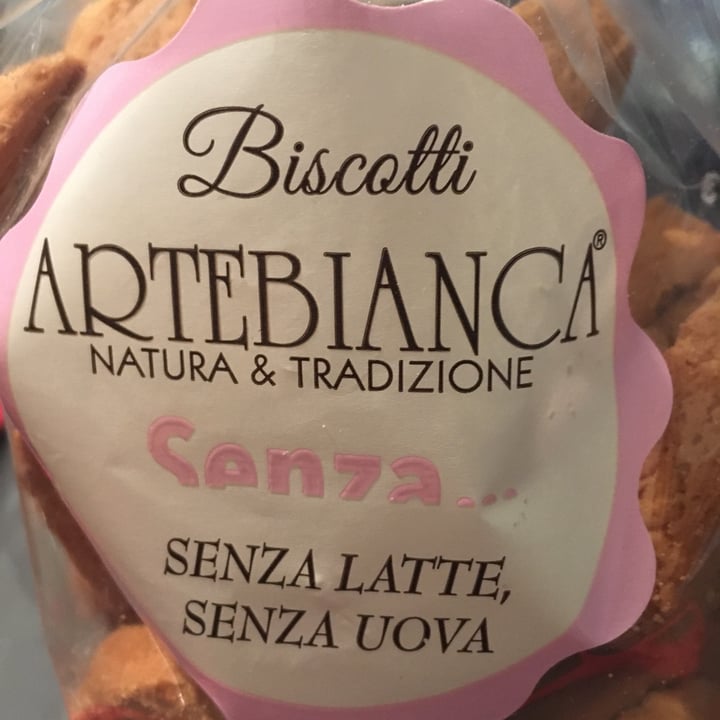 Biscotti
ARTEBIANCA®
NATURA & TRADIZIONE
Senza...
SENZA LATTE,
SENZA UOVA